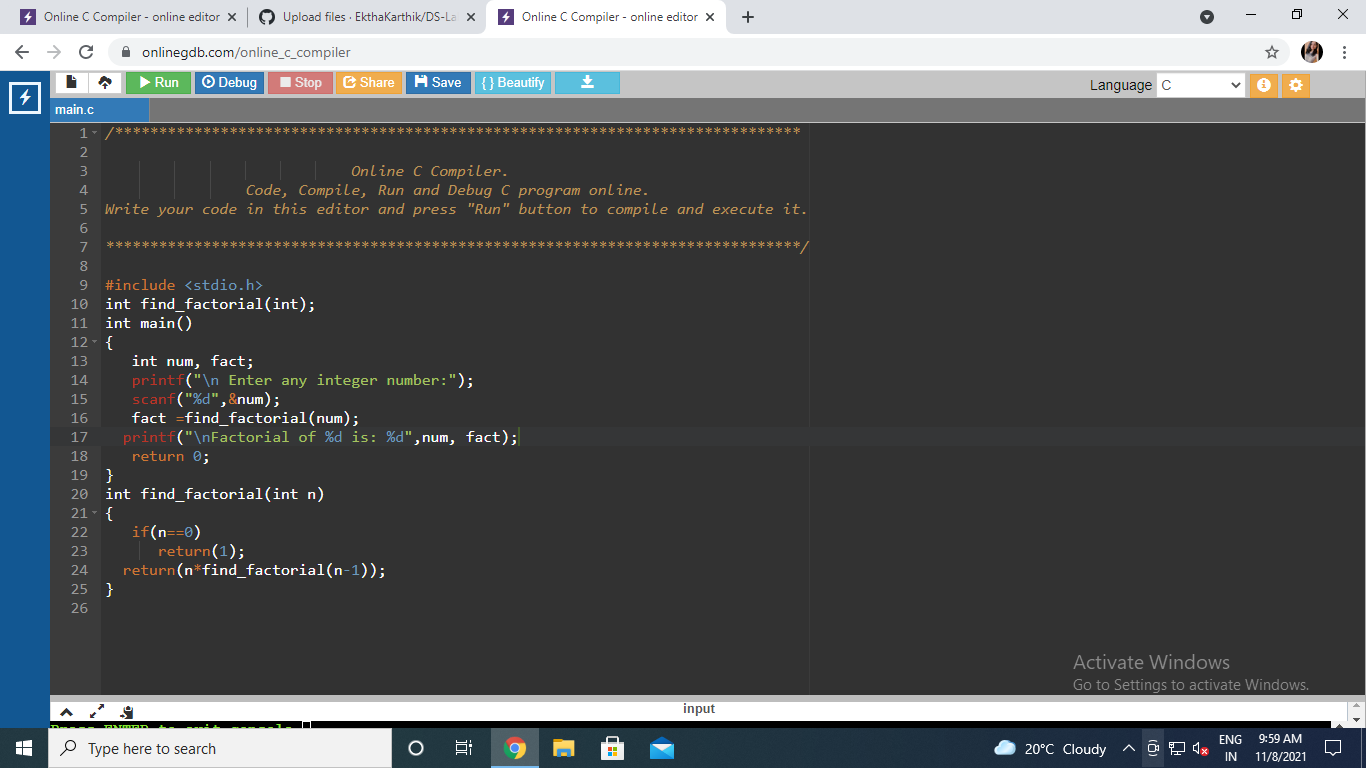 Online C Compiler - online editor
Upload files · EkthaKarthik/DS-La
Online C Compiler - online editor
onlinegdb.com/online_c_compiler
Run Debug Stop Share Save { } Beautify
Language C
main.c
1 /******************************************************************************
2
3 Online C Compiler.
4 Code, Compile, Run and Debug C program online.
5 Write your code in this editor and press "Run" button to compile and execute it.
6
7 *******************************************************************************/
8
9 #include <stdio.h>
10 int find_factorial(int);
11 int main()
12 {
13 int num, fact;
14 printf("\n Enter any integer number:");
15 scanf("%d",&num);
16 fact =find_factorial(num);
17 printf("\nFactorial of %d is: %d",num, fact);
18 return 0;
19 }
20 int find_factorial(int n)
21 {
22 if(n==0)
23 return(1);
24 return(n*find_factorial(n-1));
25 }
26
Activate Windows
Go to Settings to activate Windows.
input
Press ENTER to exit console.
Type here to search
20°C Cloudy
ENG
IN
9:59 AM
11/8/2021